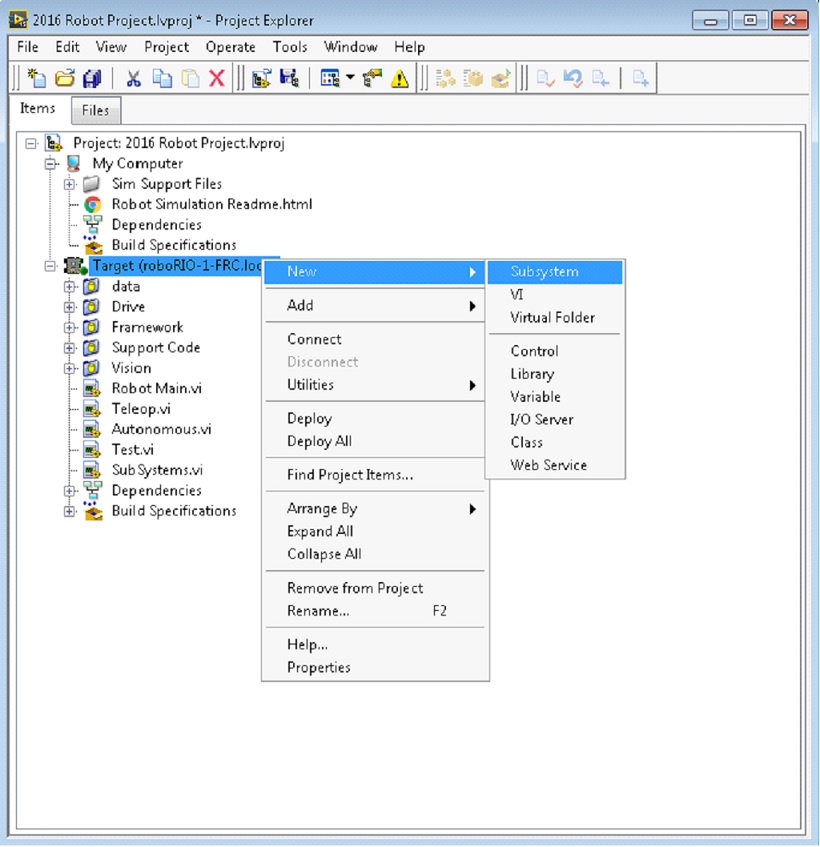 2016 Robot Project.lvproj * - Project Explorer
File Edit View Project Operate Tools Window Help
Items Files
Project: 2016 Robot Project.lvproj
My Computer
Sim Support Files
Robot Simulation Readme.html
Dependencies
Build Specifications
Target (roboRIO-1-FRC.loc
data
Drive
Framework
Support Code
Vision
Robot Main.vi
Teleop.vi
Autonomous.vi
Test.vi
SubSystems.vi
Dependencies
Build Specifications
New
Add
Connect
Disconnect
Utilities
Deploy
Deploy All
Find Project Items...
Arrange By
Expand All
Collapse All
Remove from Project
Rename... F2
Help...
Properties
Subsystem
VI
Virtual Folder
Control
Library
Variable
I/O Server
Class
Web Service